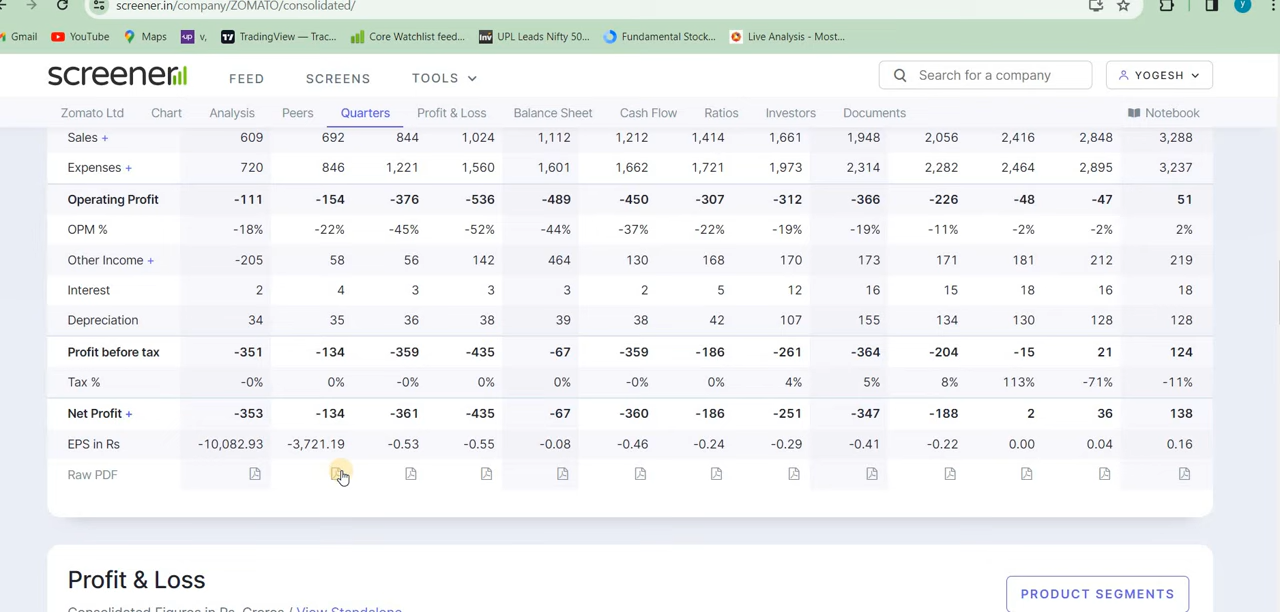 screener.in/company/ZOMATO/consolidated/
Gmail YouTube Maps v, TradingView — Trac... Core Watchlist feed... UPL Leads Nifty 50... Fundamental Stock... Live Analysis - Most...
screener FEED SCREENS TOOLS Search for a company YOGESH
Zomato Ltd Chart Analysis Peers Quarters Profit & Loss Balance Sheet Cash Flow Ratios Investors Documents Notebook
Sales + 609 692 844 1,024 1,112 1,212 1,414 1,661 1,948 2,056 2,416 2,848 3,288
Expenses + 720 846 1,221 1,560 1,601 1,662 1,721 1,973 2,314 2,282 2,464 2,895 3,237
Operating Profit -111 -154 -376 -536 -489 -450 -307 -312 -366 -226 -48 -47 51
OPM % -18% -22% -45% -52% -44% -37% -22% -19% -19% -11% -2% -2% 2%
Other Income + -205 58 56 142 464 130 168 170 173 171 181 212 219
Interest 2 4 3 3 3 2 5 12 16 15 18 16 18
Depreciation 34 35 36 38 39 38 42 107 155 134 130 128 128
Profit before tax -351 -134 -359 -435 -67 -359 -186 -261 -364 -204 -15 21 124
Tax % -0% 0% -0% 0% 0% -0% 0% 4% 5% 8% 113% -71% -11%
Net Profit + -353 -134 -361 -435 -67 -360 -186 -251 -347 -188 2 36 138
EPS in Rs -10,082.93 -3,721.19 -0.53 -0.55 -0.08 -0.46 -0.24 -0.29 -0.41 -0.22 0.00 0.04 0.16
Raw PDF
Profit & Loss
PRODUCT SEGMENTS
Consolidated Figures in Rs. Crores / View Standalone